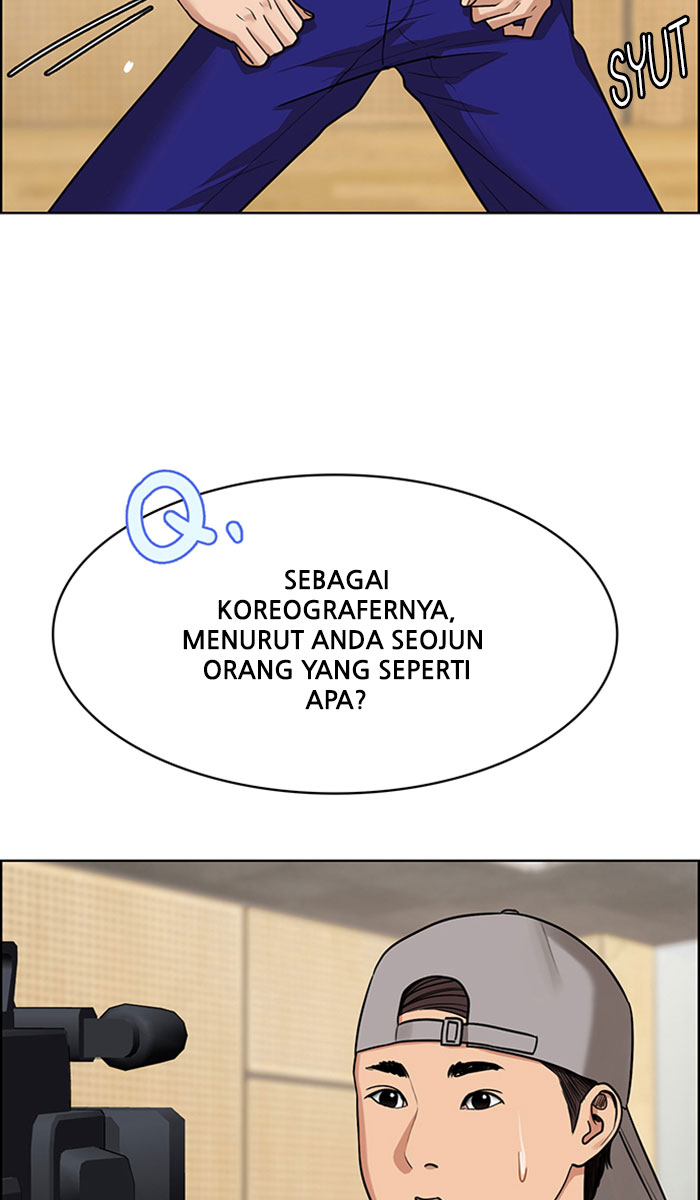 SYUT
Q.
SEBAGAI
KOREOGRAFERNYA,
MENURUT ANDA SEOJUN
ORANG YANG SEPERTI
APA?